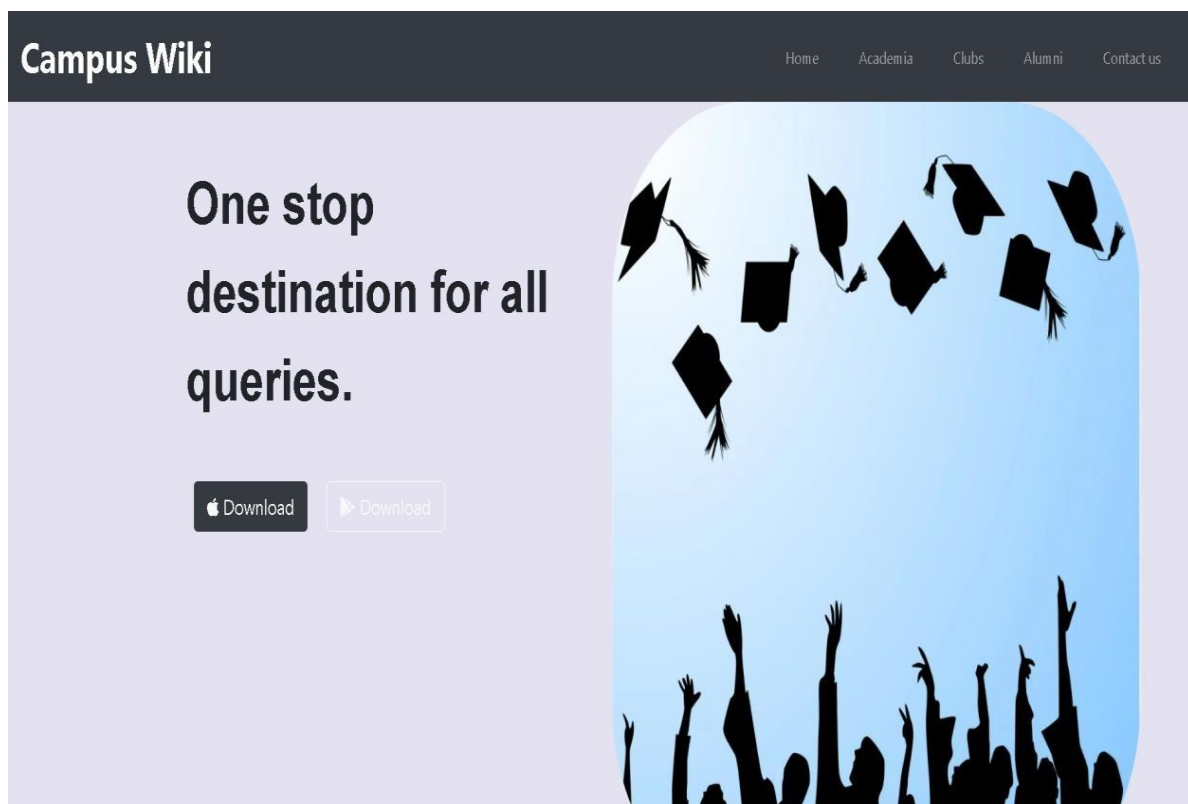 Campus Wiki
Home Academia Clubs Alumni Contact us
One stop
destination for all
queries.
Download Download